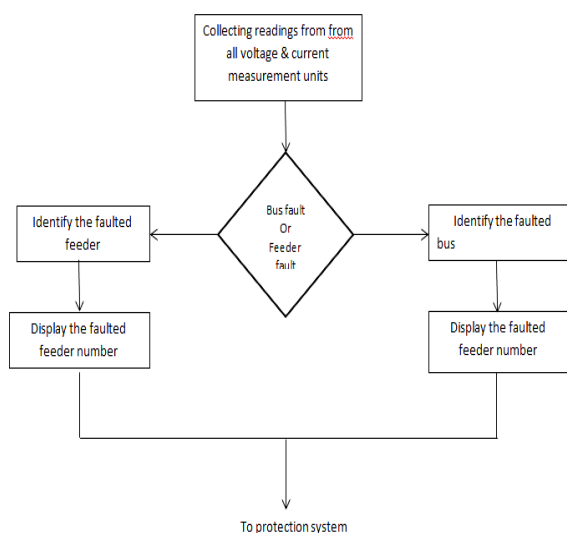 Collecting readings from from
all voltage & current
measurement units
Bus fault
Or
Feeder
fault
Identify the faulted
feeder
Identify the faulted
bus
Display the faulted
feeder number
Display the faulted
feeder number
To protection system